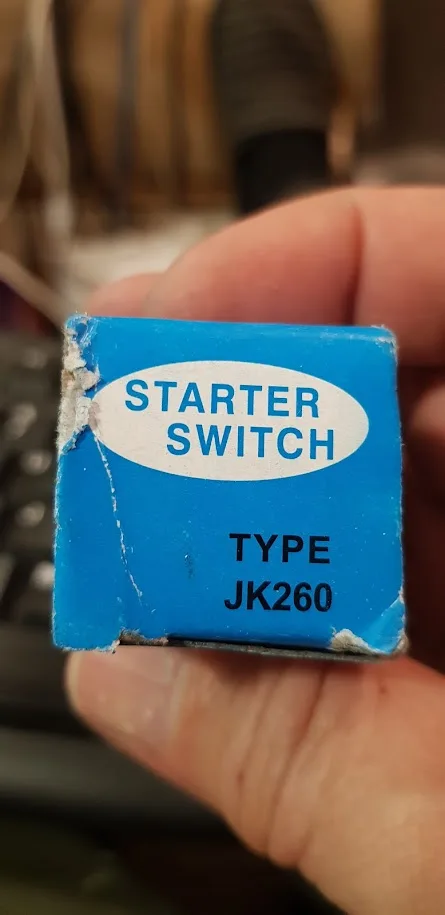 STARTER
SWITCH
TYPE
JK260